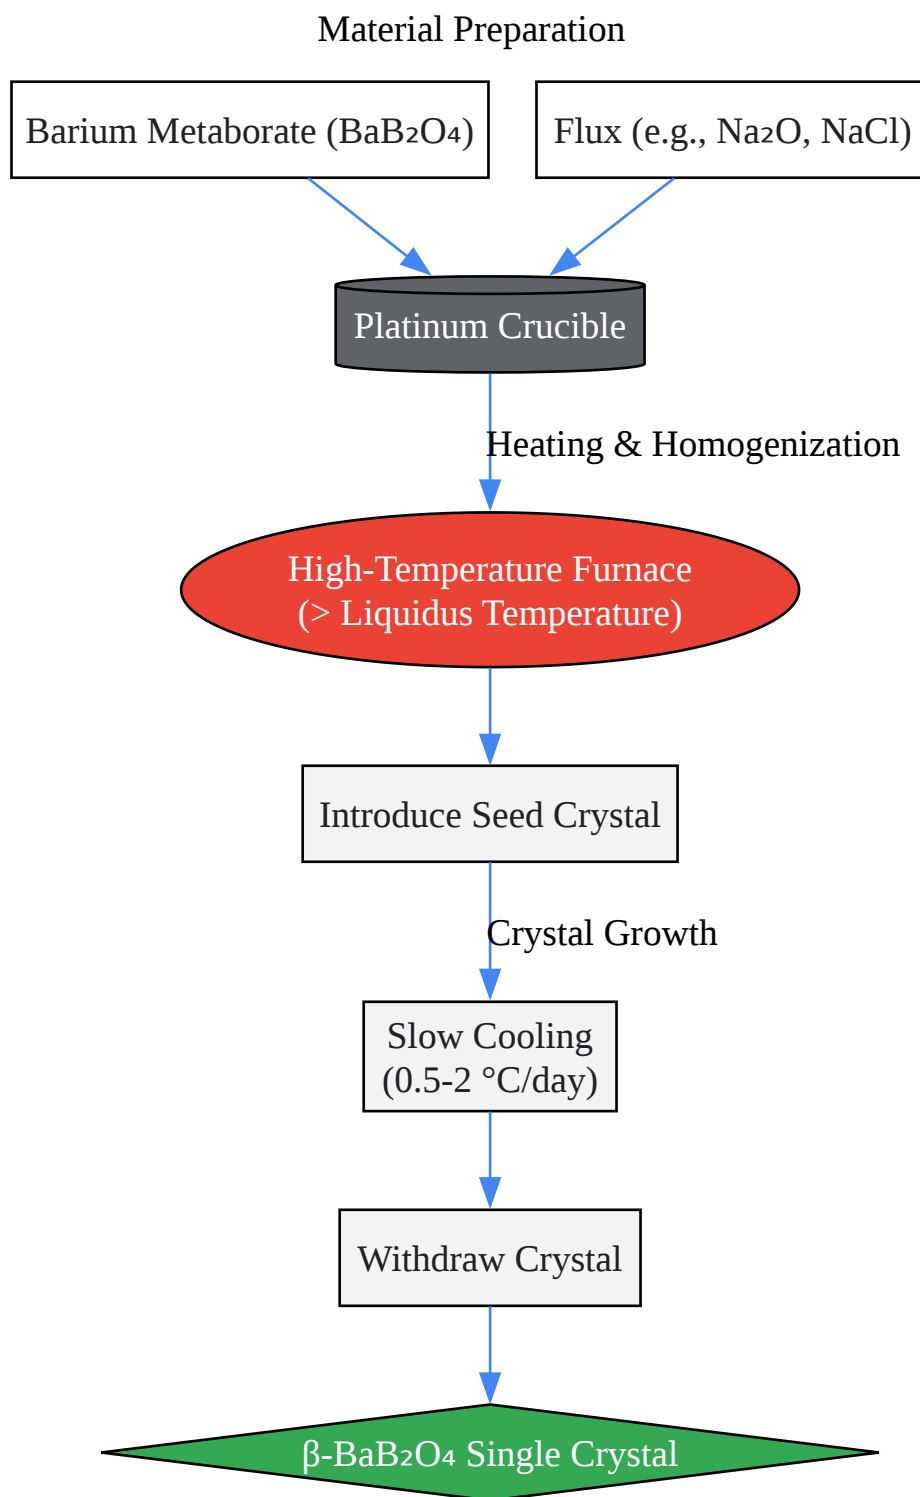 Material Preparation
Barium Metaborate (BaB₂O₄)
Flux (e.g., Na₂O, NaCl)
Platinum Crucible
Heating & Homogenization
High-Temperature Furnace
(> Liquidus Temperature)
Introduce Seed Crystal
Crystal Growth
Slow Cooling
(0.5-2 °C/day)
Withdraw Crystal
β-BaB₂O₄ Single Crystal